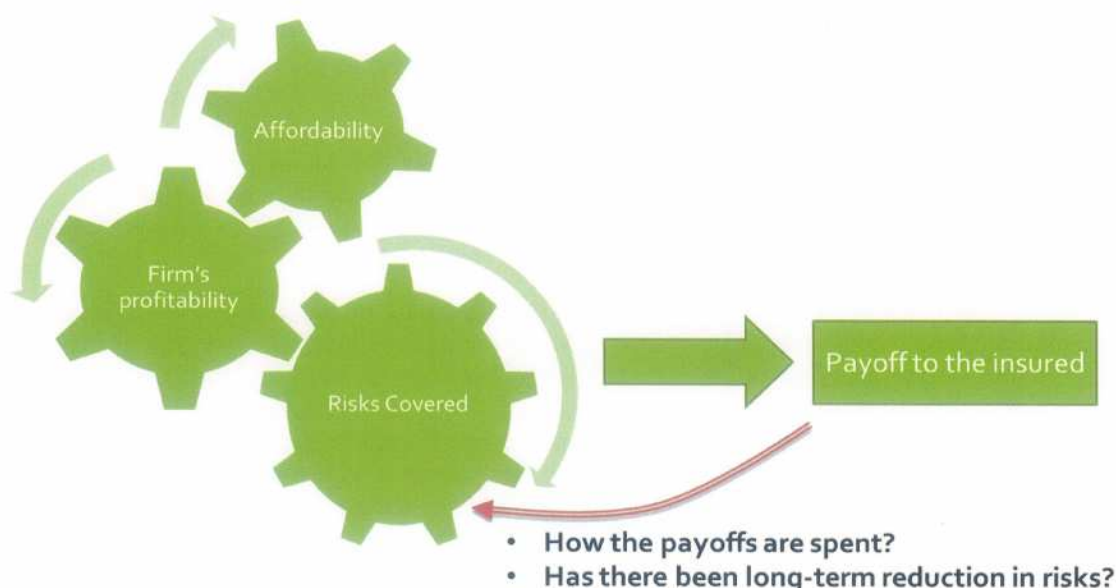 Affordability
Firm's
profitability
Risks Covered
Payoff to the insured
• How the payoffs are spent?
• Has there been long-term reduction in risks?